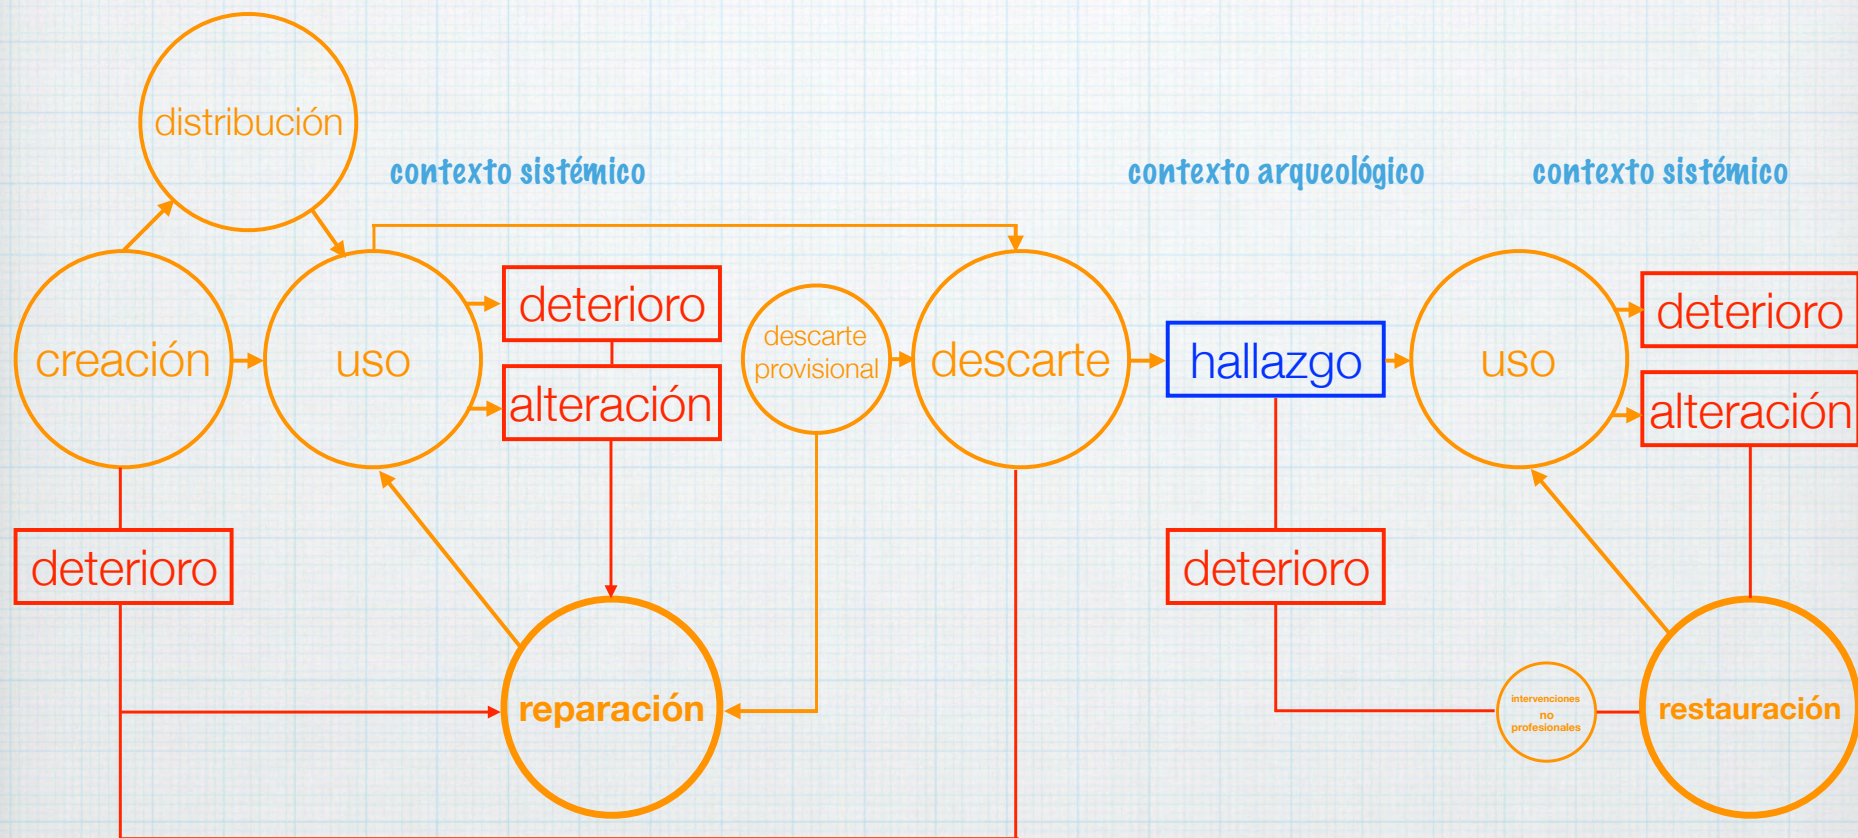 distribución
contexto sistémico
contexto arqueológico
contexto sistémico
creación
uso
deterioro
alteración
descarte
provisional
descarte
hallazgo
uso
deterioro
alteración
deterioro
deterioro
reparación
intervenciones
no
profesionales
restauración